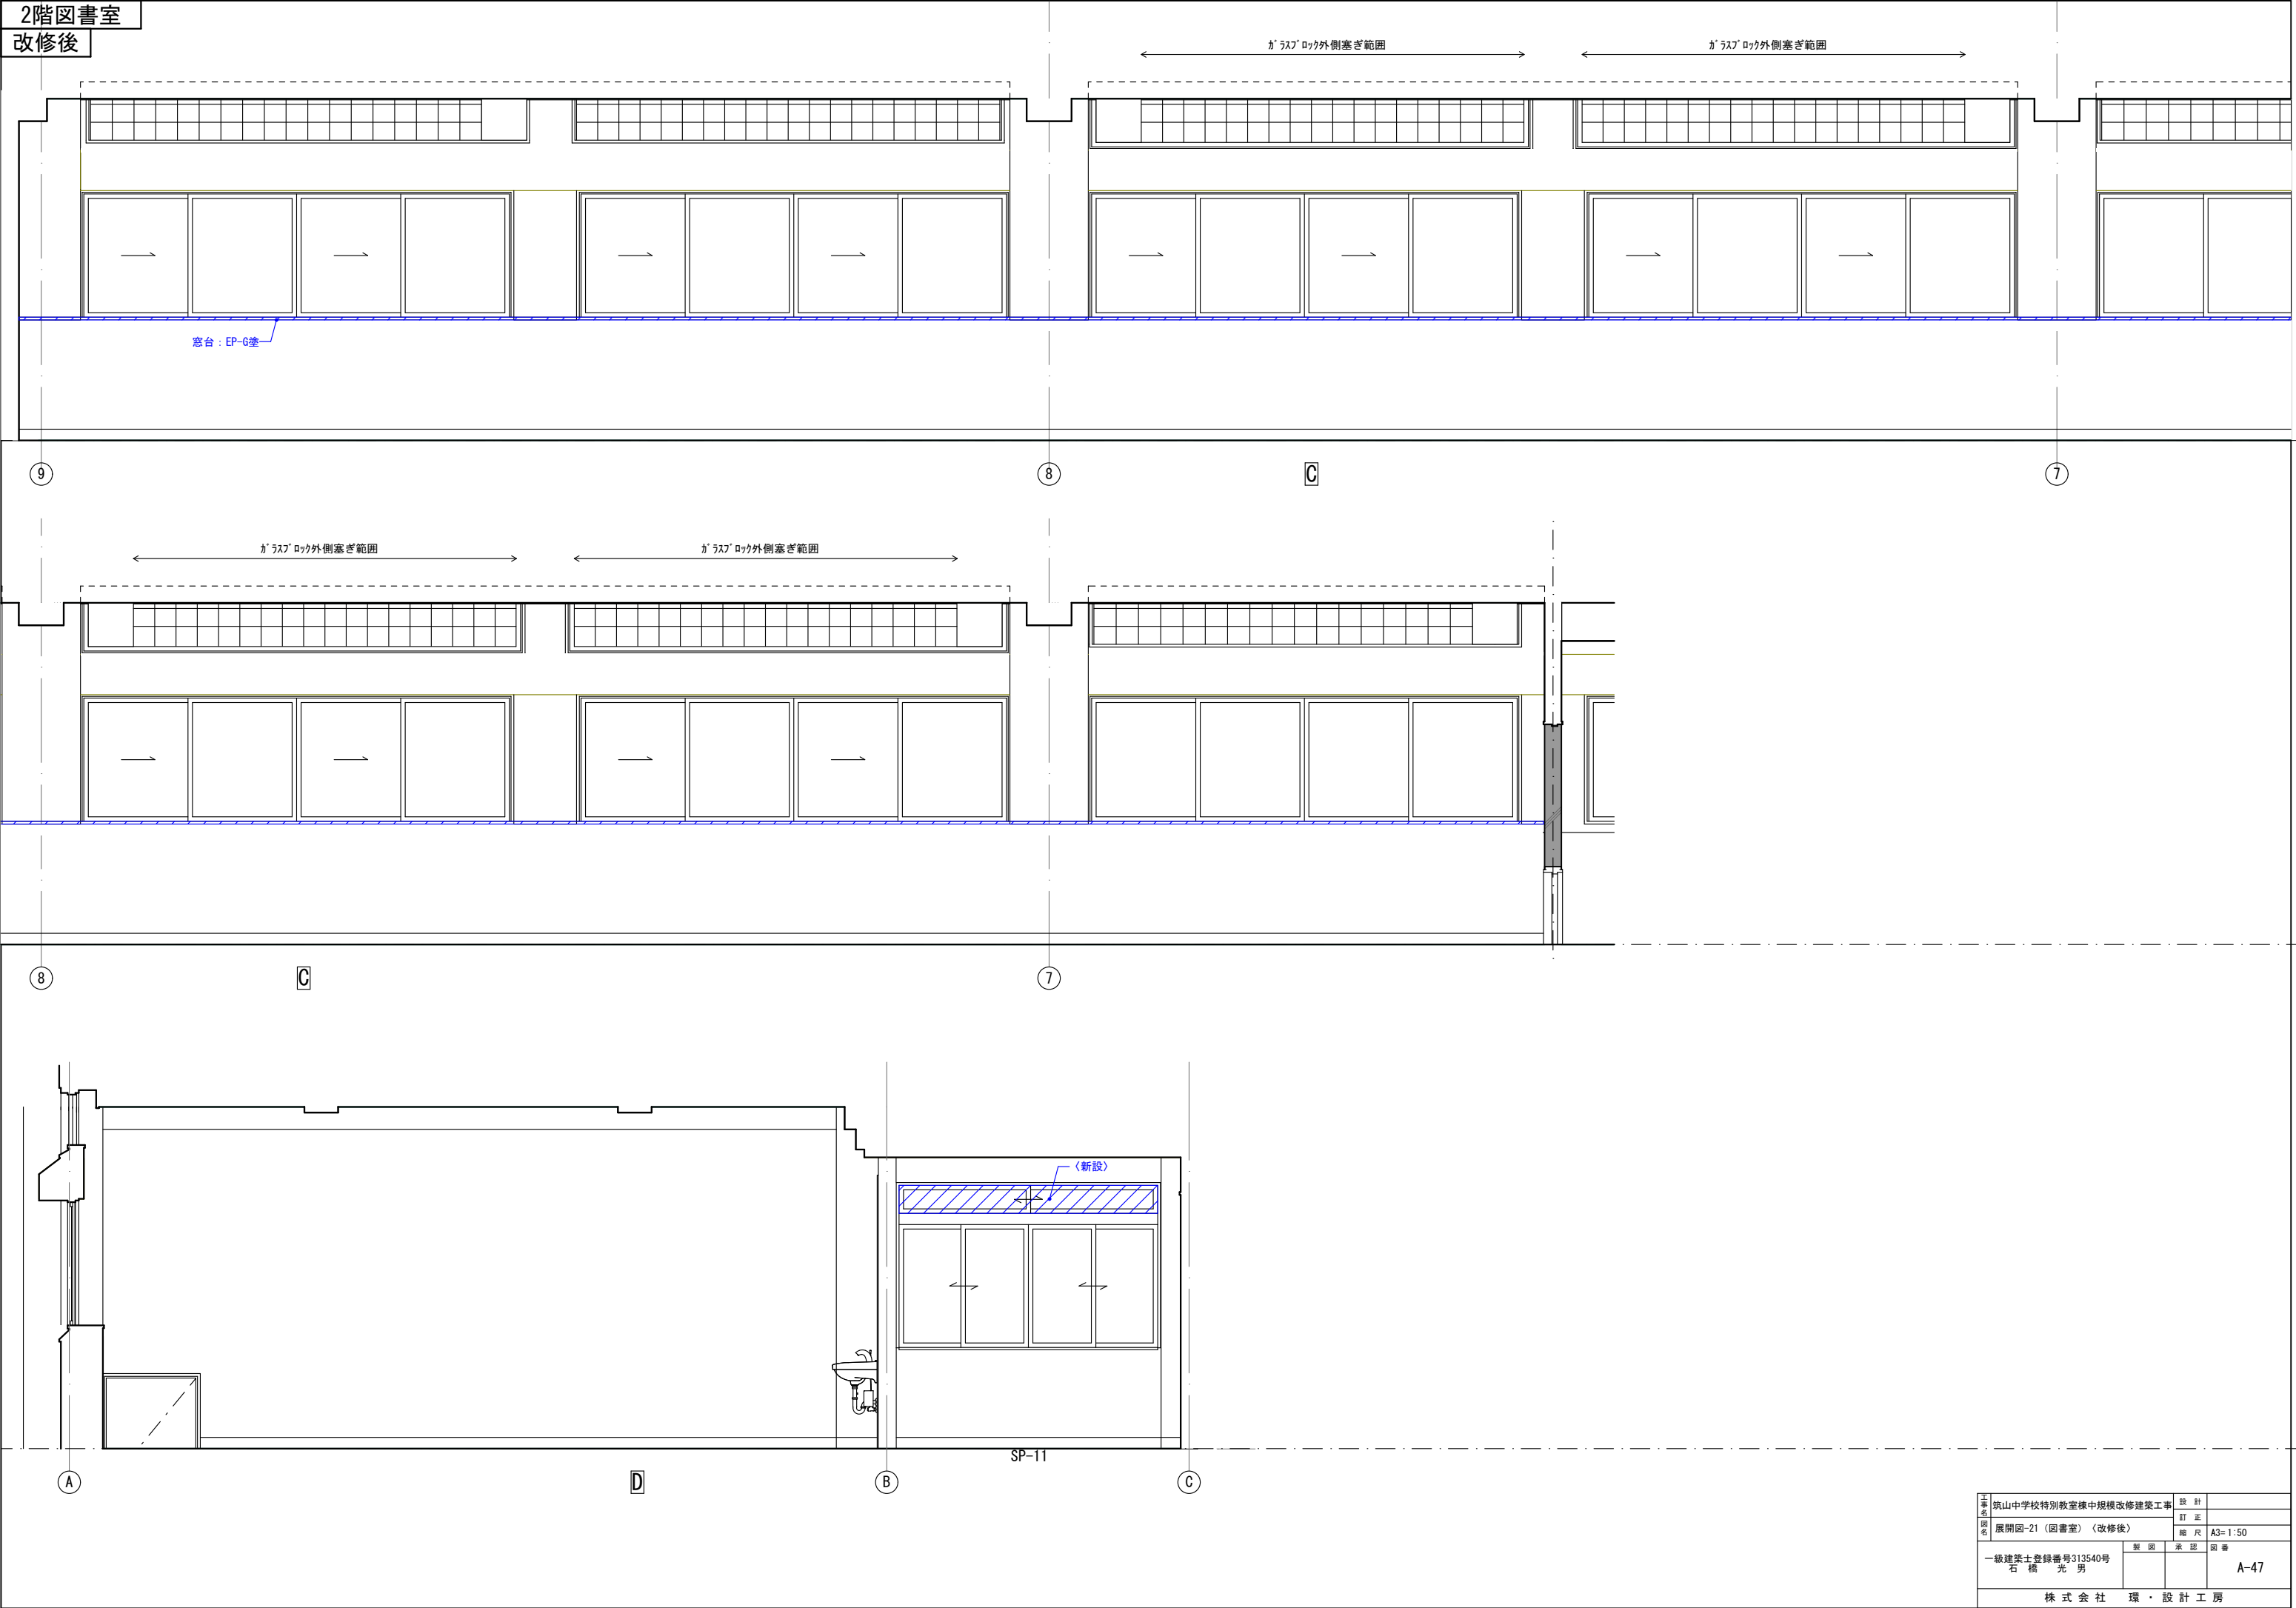 2階図書室
改修後
ｶﾞﾗｽﾌﾞﾛｯｸ外側塞ぎ範囲
ｶﾞﾗｽﾌﾞﾛｯｸ外側塞ぎ範囲
窓台：EP-G塗
9
8
C
7
ｶﾞﾗｽﾌﾞﾛｯｸ外側塞ぎ範囲
ｶﾞﾗｽﾌﾞﾛｯｸ外側塞ぎ範囲
8
C
7
〈新設〉
SP-11
A
D
B
C
工事名 筑山中学校特別教室棟中規模改修建築工事 設計
訂正
図名 展開図-21（図書室）〈改修後〉 縮尺 A3=1:50
製図 承認 図番
一級建築士登録番号313540号
石橋 光男
A-47
株式会社 環・設計工房